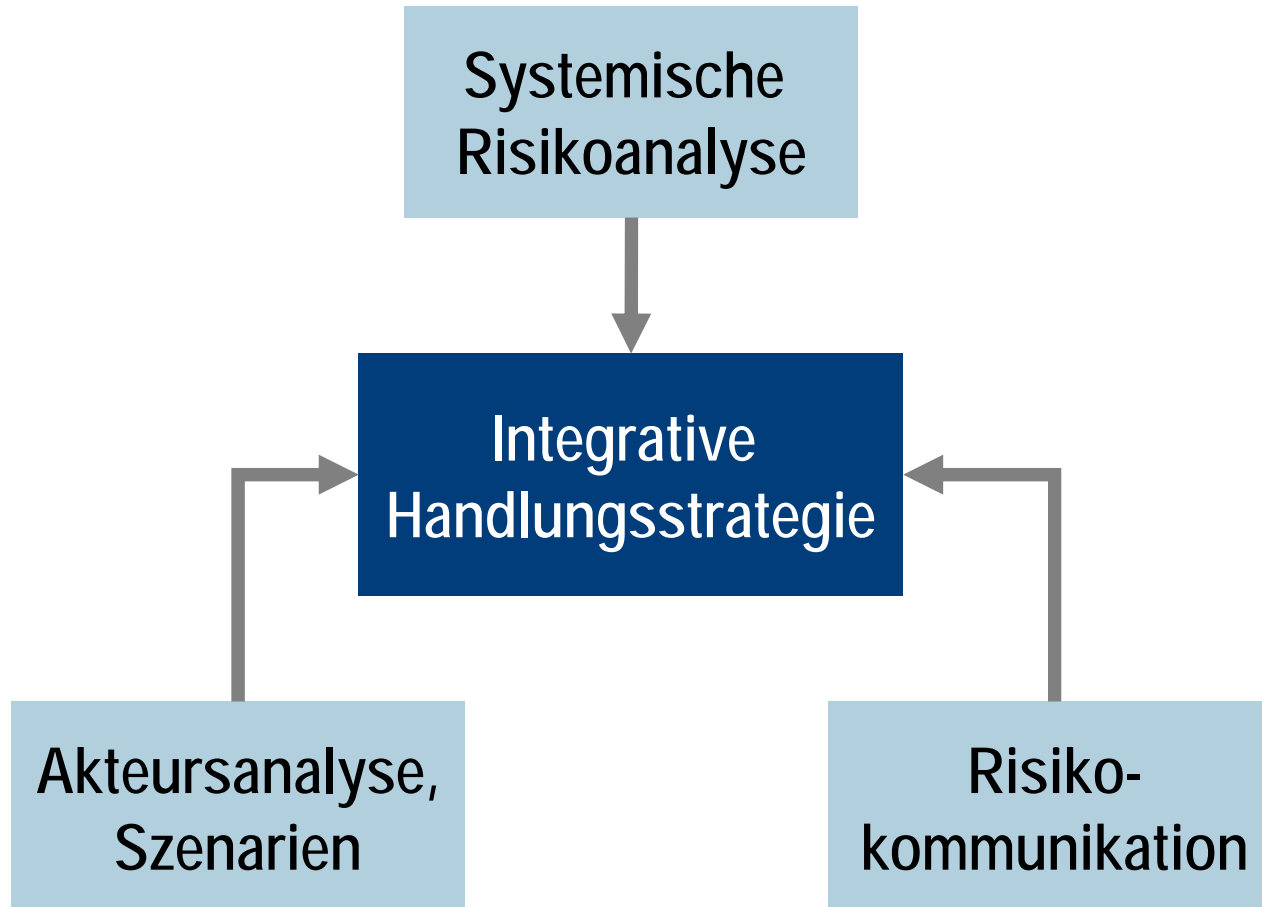 Systemische
Risikoanalyse
Integrative
Handlungsstrategie
Akteursanalyse,
Szenarien
Risiko-
kommunikation